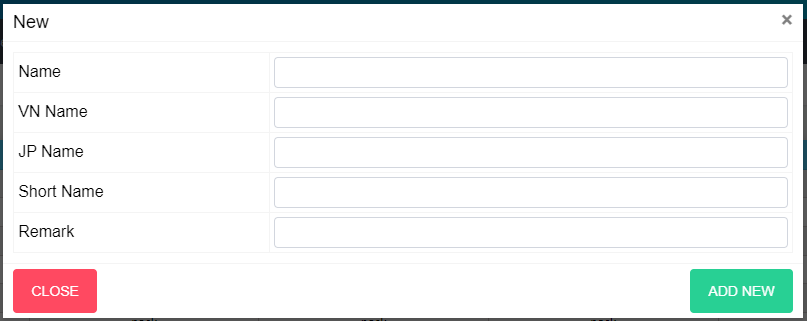 New
×
Name
VN Name
JP Name
Short Name
Remark
CLOSE
ADD NEW